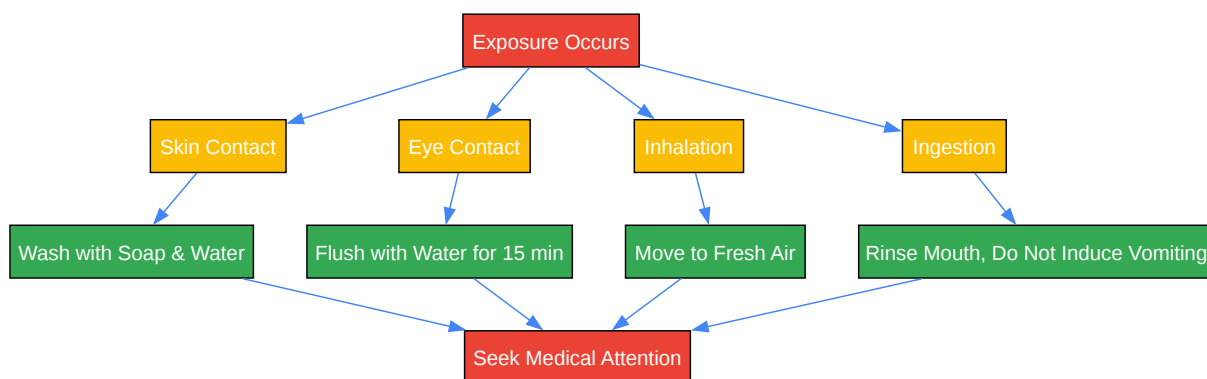 Exposure Occurs
Skin Contact
Eye Contact
Inhalation
Ingestion
Wash with Soap & Water
Flush with Water for 15 min
Move to Fresh Air
Rinse Mouth, Do Not Induce Vomiting
Seek Medical Attention